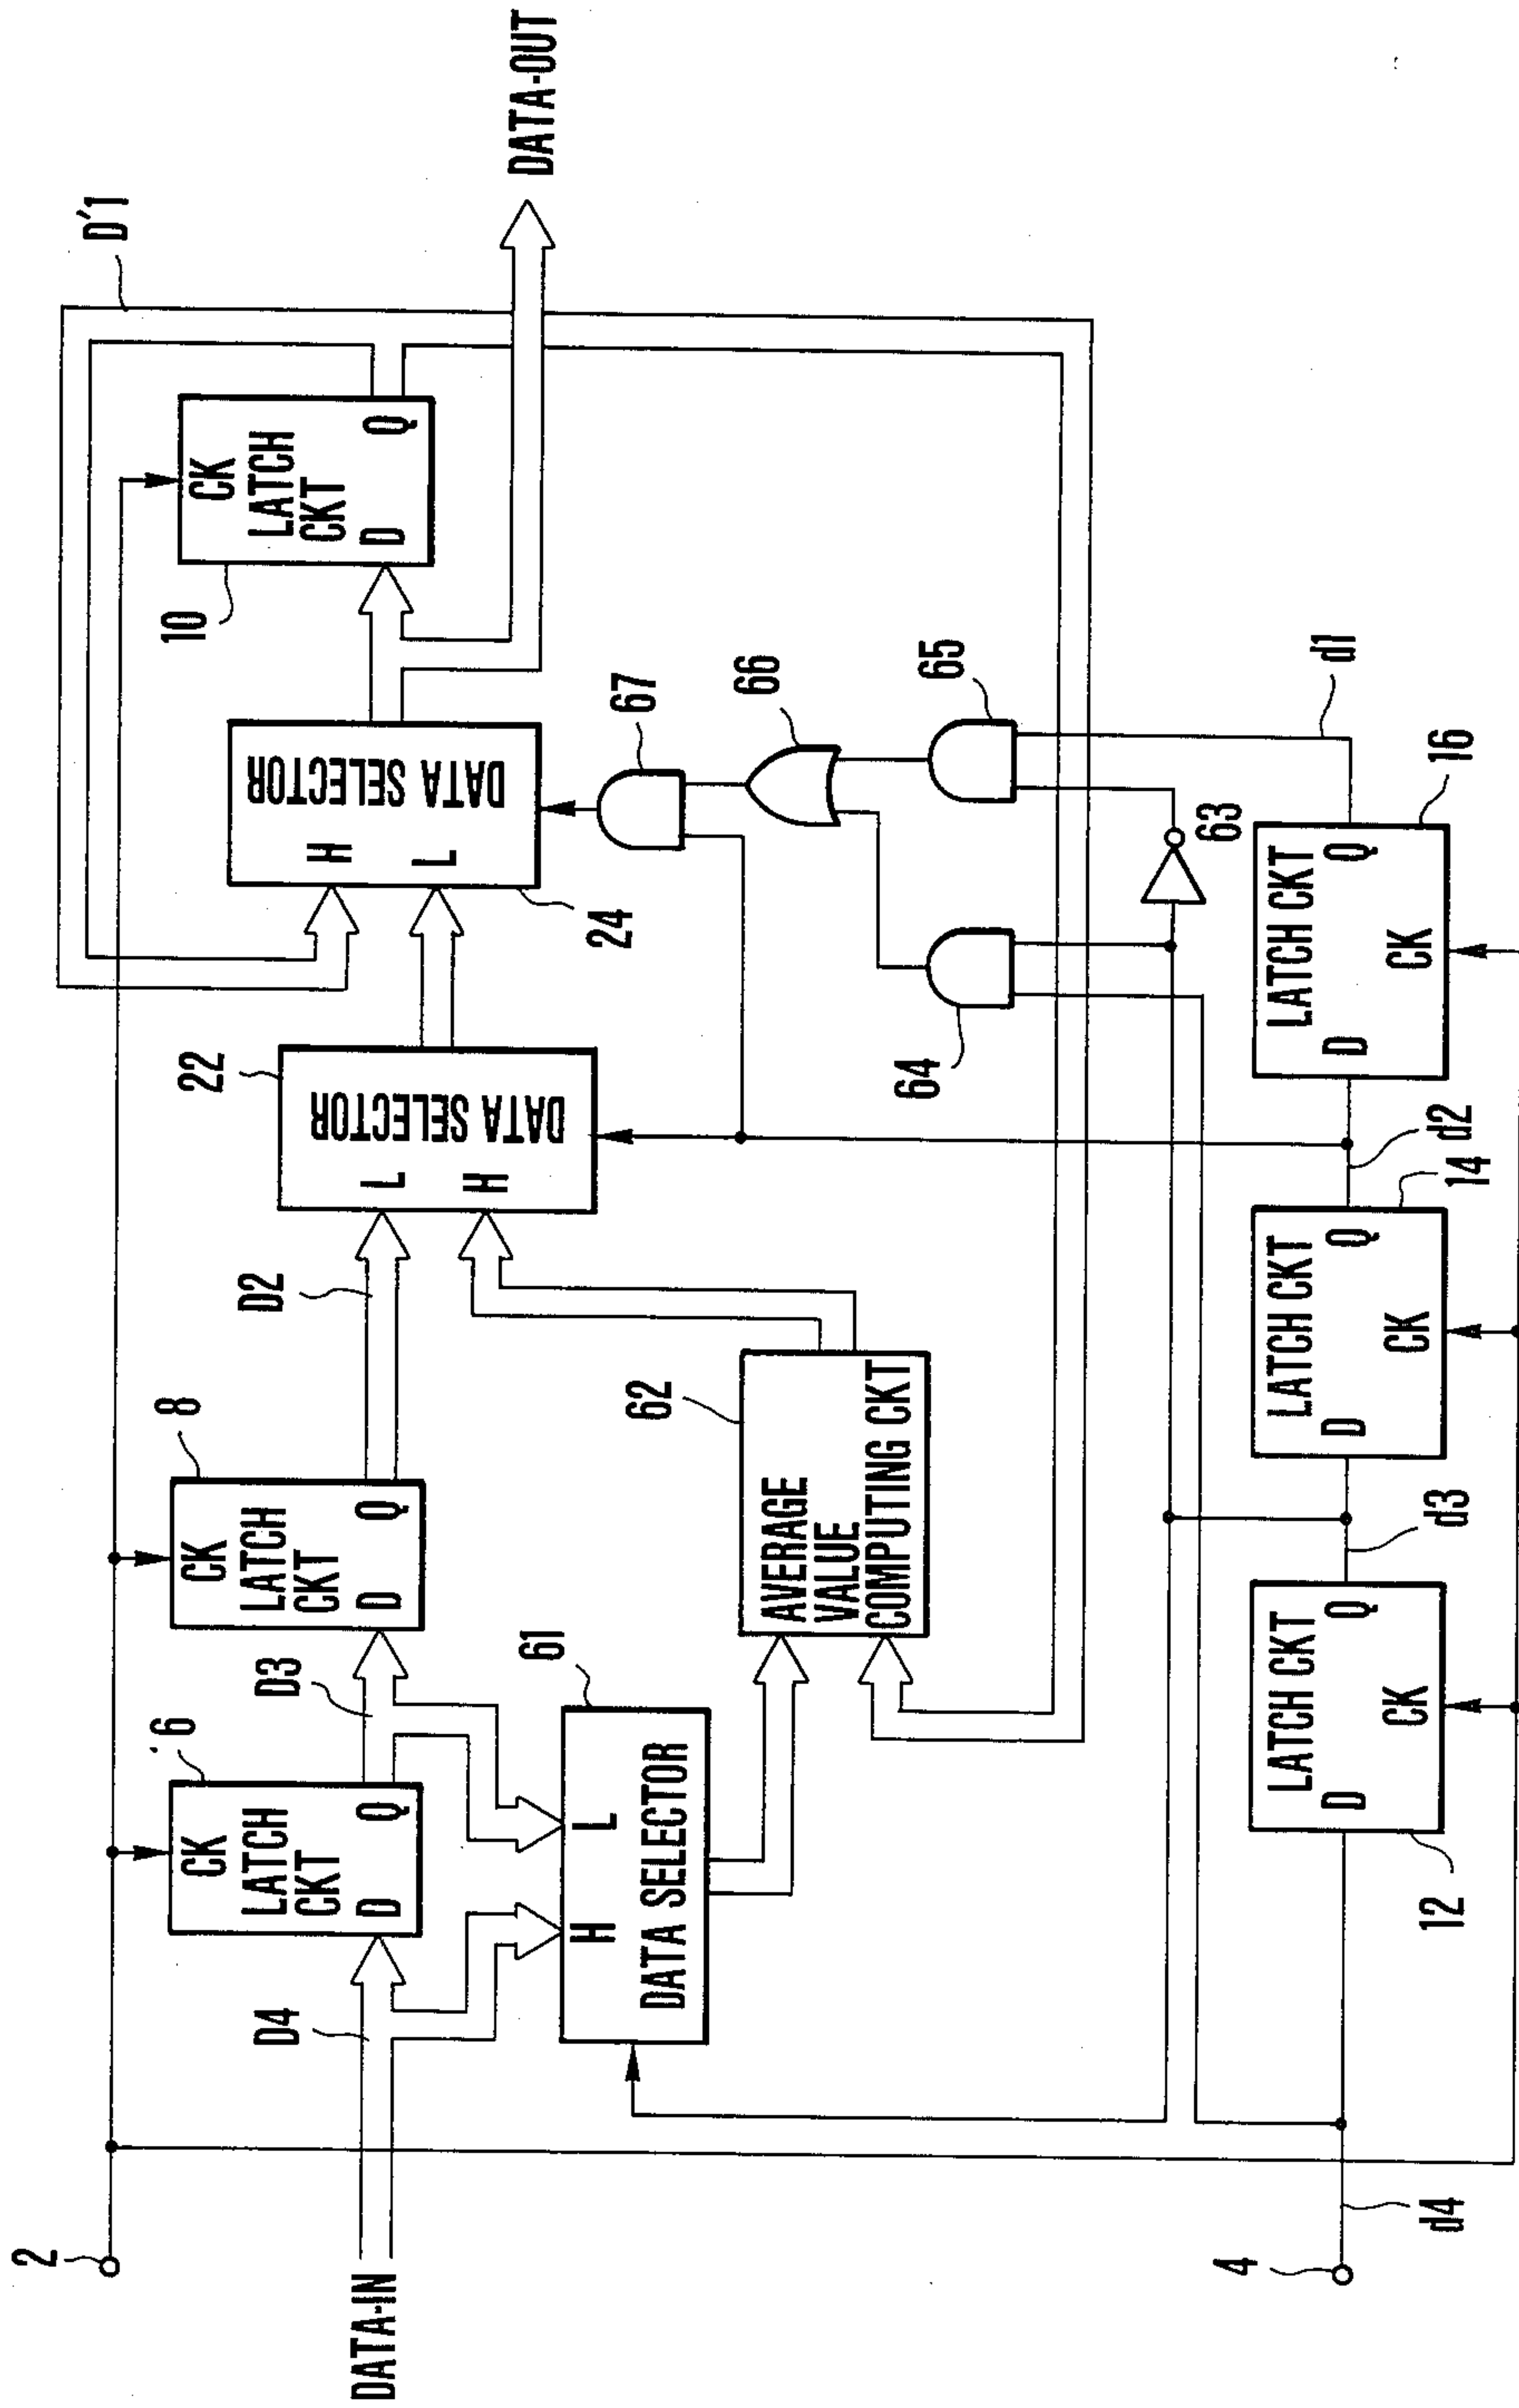 2
DATA-IN
D4
6
CK
LATCH
CKT
D
Q
D3
8
CK
LATCH
CKT
D
Q
D2
22
L
H
DATA SELECTOR
24
H
L
DATA SELECTOR
10
CK
LATCH
CKT
D
Q
D'1
DATA-OUT
61
H
L
DATA SELECTOR
62
AVERAGE
VALUE
COMPUTING CKT
67
66
65
64
63
4
d4
12
LATCH CKT
D
Q
CK
d3
14
LATCH CKT
D
Q
CK
d2
16
LATCH CKT
D
Q
CK
d1